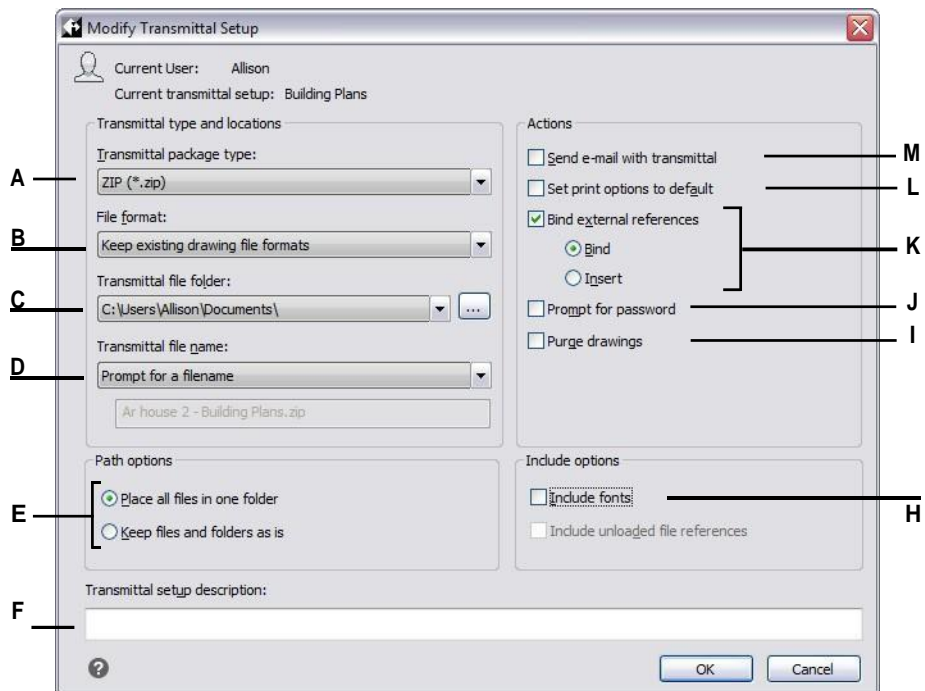 Modify Transmittal Setup
Current User: Allison
Current transmittal setup: Building Plans
Transmittal type and locations
Transmittal package type:
A
ZIP (*.zip)
File format:
B
Keep existing drawing file formats
Transmittal file folder:
C
C:\Users\Allison\Documents\
...
Transmittal file name:
D
Prompt for a filename
Ar house 2 - Building Plans.zip
Actions
Send e-mail with transmittal
M
Set print options to default
L
Bind external references
Bind
K
Insert
Prompt for password
J
Purge drawings
I
Path options
Place all files in one folder
E
Keep files and folders as is
Include options
Include fonts
H
Include unloaded file references
Transmittal setup description:
F
?
OK
Cancel